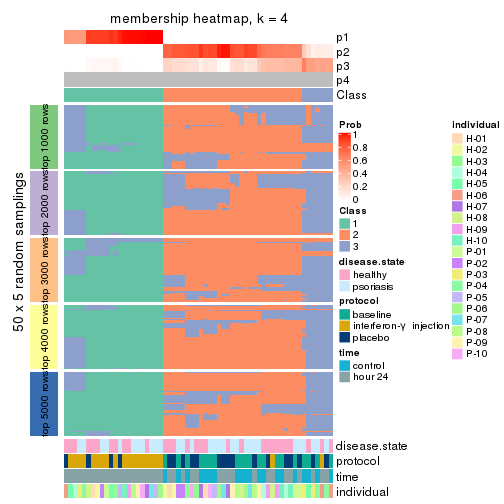 membership heatmap, k = 4
p1
p2
p3
p4
Class
50 x 5 random samplings
top 1000 rows
top 2000 rows
top 3000 rows
top 4000 rows
top 5000 rows
disease.state
protocol
time
individual
Prob
1
0.8
0.6
0.4
0.2
0
Class
1
2
3
disease.state
healthy
psoriasis
protocol
baseline
interferon-γ injection
placebo
time
control
hour 24
individual
H-01
H-02
H-03
H-04
H-05
H-06
H-07
H-08
H-09
H-10
P-01
P-02
P-03
P-04
P-05
P-06
P-07
P-08
P-09
P-10